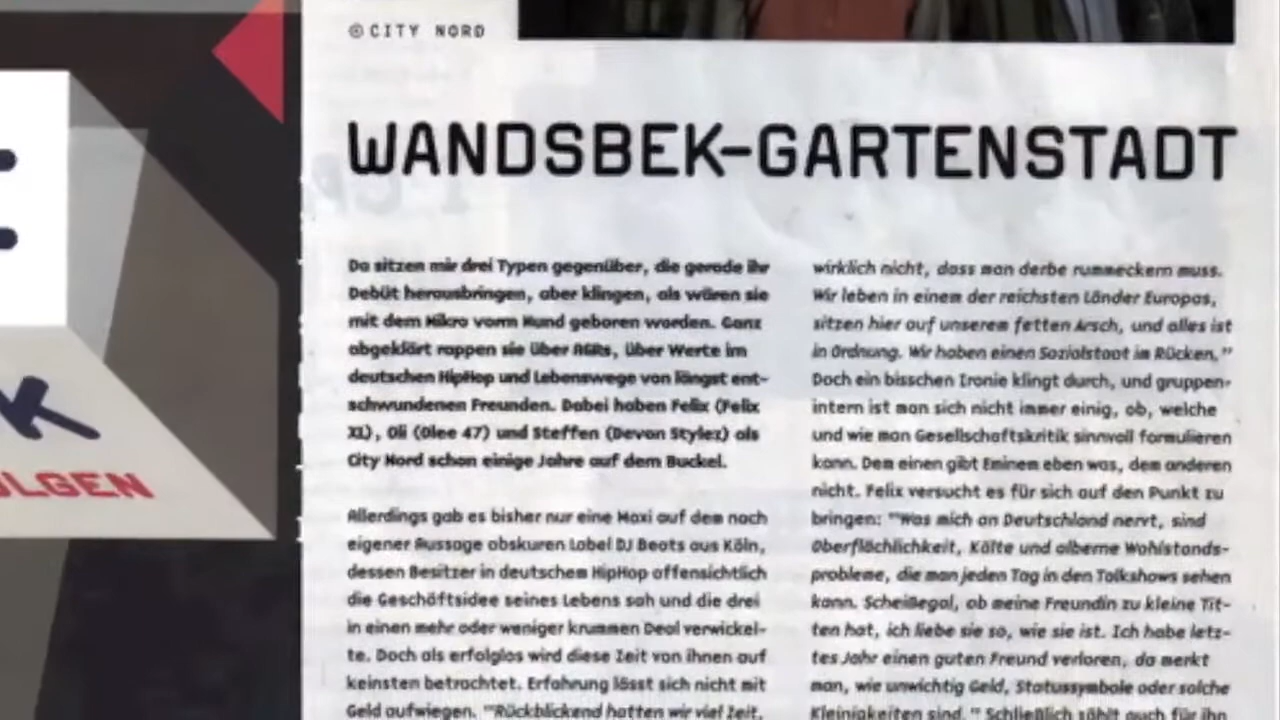 © CITY NORD
WANDSBEK-GARTENSTADT
Da sitzen mir drei Typen gegenüber, die gerade ihr
Debüt herausbringen, aber klingen, als wären sie
mit dem Mikro vorm Mund geboren worden. Ganz
abgeklärt rappen sie über AGBs, über Werte im
deutschen HipHop und Lebenswege von längst ent-
schwundenen Freunden. Dabei haben Felix (Felix
XL), Oli (Olee 47) und Steffen (Devon Stylez) als
City Nord schon einige Jahre auf dem Buckel.
Allerdings gab es bisher nur eine Maxi auf dem nach
eigener Aussage obskuren Label DJ Beats aus Köln,
dessen Besitzer in deutschem HipHop offensichtlich
die Geschäftsidee seines Lebens sah und die drei
in einen mehr oder weniger krummen Deal verwickel-
te. Doch als erfolglos wird diese Zeit von ihnen auf
keinsten betrachtet. Erfahrung lässt sich nicht mit
Geld aufwiegen. "Rückblickend hatten wir viel Zeit,
wirklich nicht, dass man derbe rummeckern muss.
Wir leben in einem der reichsten Länder Europas,
sitzen hier auf unserem fetten Arsch, und alles ist
in Ordnung. Wir haben einen Sozialstaat im Rücken."
Doch ein bisschen Ironie klingt durch, und gruppen-
intern ist man sich nicht immer einig, ob, welche
und wie man Gesellschaftskritik sinnvoll formulieren
kann. Dem einen gibt Eminem eben was, dem anderen
nicht. Felix versucht es für sich auf den Punkt zu
bringen: "Was mich an Deutschland nervt, sind
Oberflächlichkeit, Kälte und alberne Wohlstands-
probleme, die man jeden Tag in den Talkshows sehen
kann. Scheißegal, ob meine Freundin zu kleine Tit-
ten hat, ich liebe sie so, wie sie ist. Ich habe letz-
tes Jahr einen guten Freund verloren, da merkt
man, wie unwichtig Geld, Statussymbole oder solche
Kleinigkeiten sind." Schließlich zählt auch für ihn